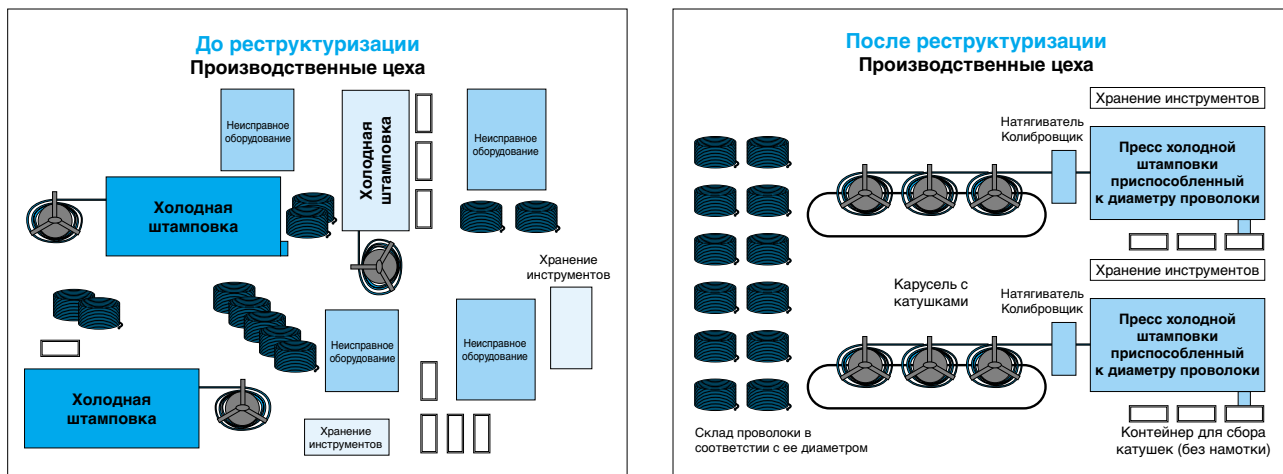 До реструктуризации
Производственные цеха
Неисправное
оборудование
Холодная
штамповка
Неисправное
оборудование
Холодная
штамповка
Хранение
инструментов
Неисправное
оборудование
Неисправное
оборудование
Холодная
штамповка
Хранение
инструментов
После реструктуризации
Производственные цеха
Хранение инструментов
Натягиватель
Колибровщик
Пресс холодной
штамповки
приспособленный
к диаметру проволоки
Хранение инструментов
Карусель с
катушками
Натягиватель
Колибровщик
Пресс холодной
штамповки
приспособленный
к диаметру проволоки
Склад проволоки в
соответстии с ее диаметром
Контейнер для сбора
катушек (без намотки)